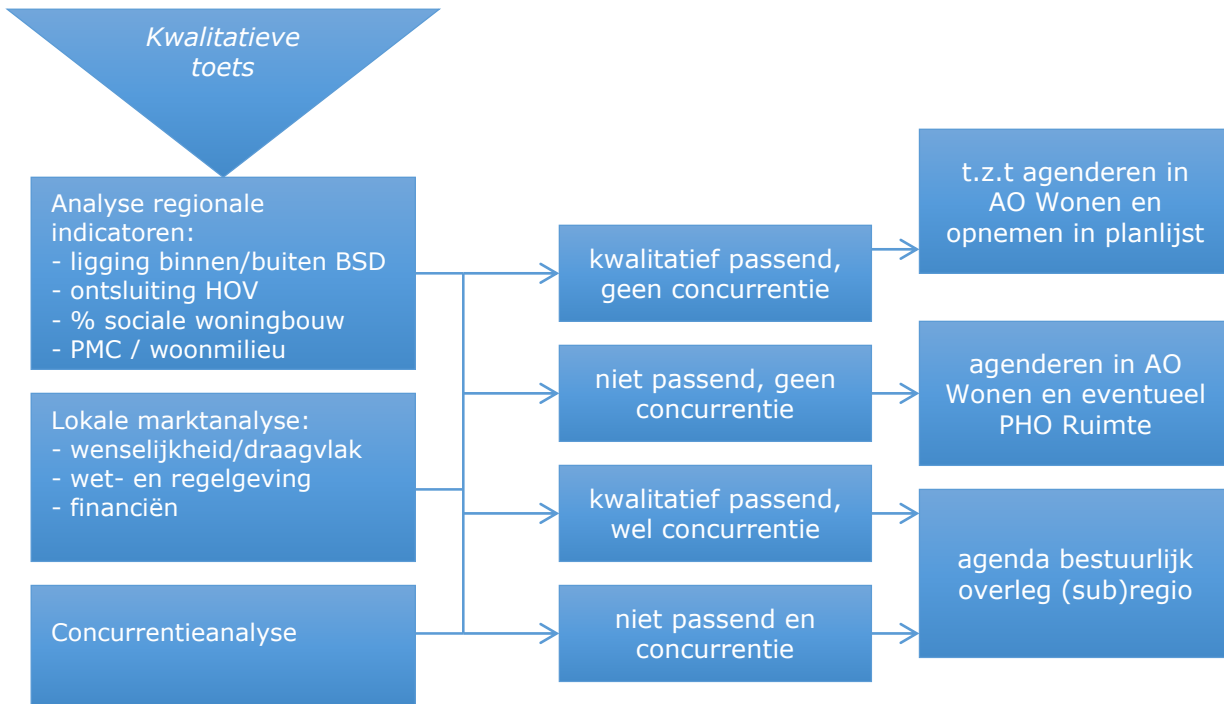 Kwalitatieve
toets
Analyse regionale
indicatoren:
- ligging binnen/buiten BSD
- ontsluiting HOV
- % sociale woningbouw
- PMC / woonmilieu
Lokale marktanalyse:
- wenselijkheid/draagvlak
- wet- en regelgeving
- financiën
Concurrentieanalyse
kwalitatief passend,
geen concurrentie
niet passend, geen
concurrentie
kwalitatief passend,
wel concurrentie
niet passend en
concurrentie
t.z.t agenderen in
AO Wonen en
opnemen in planlijst
agenderen in AO
Wonen en eventueel
PHO Ruimte
agenda bestuurlijk
overleg (sub)regio